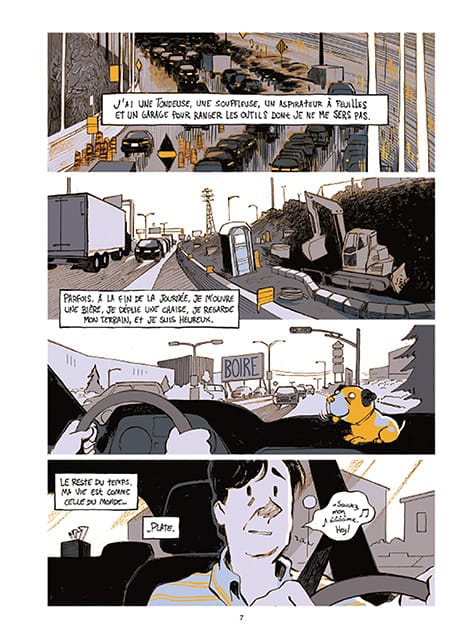 J'AI UNE TONDEUSE, UNE SOUFFLEUSE, UN ASPIRATEUR À FEUILLES
ET UN GARAGE POUR RANGER LES OUTILS DONT JE NE ME SERS PAS.
PARFOIS, À LA FIN DE LA JOURNÉE, JE M'OUVRE
UNE BIÈRE, JE DÉPLIE UNE CHAISE, JE REGARDE
MON TERRAIN, ET JE SUIS HEUREUX.
BOIRE
LE RESTE DU TEMPS,
MA VIE EST COMME
CELLE DU MONDE...
...PLATE.
mon
Hey!
7